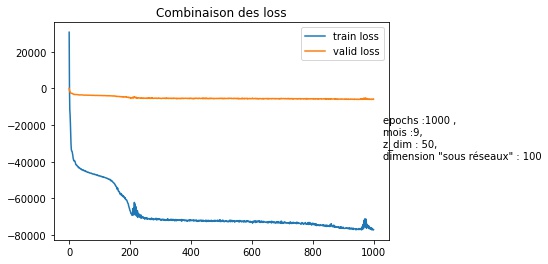 Combinaison des loss
train loss
valid loss
20000
0
-20000
-40000
-60000
-80000
0 200 400 600 800 1000
epochs :1000 ,
mois :9,
z_dim : 50,
dimension "sous réseaux" : 100